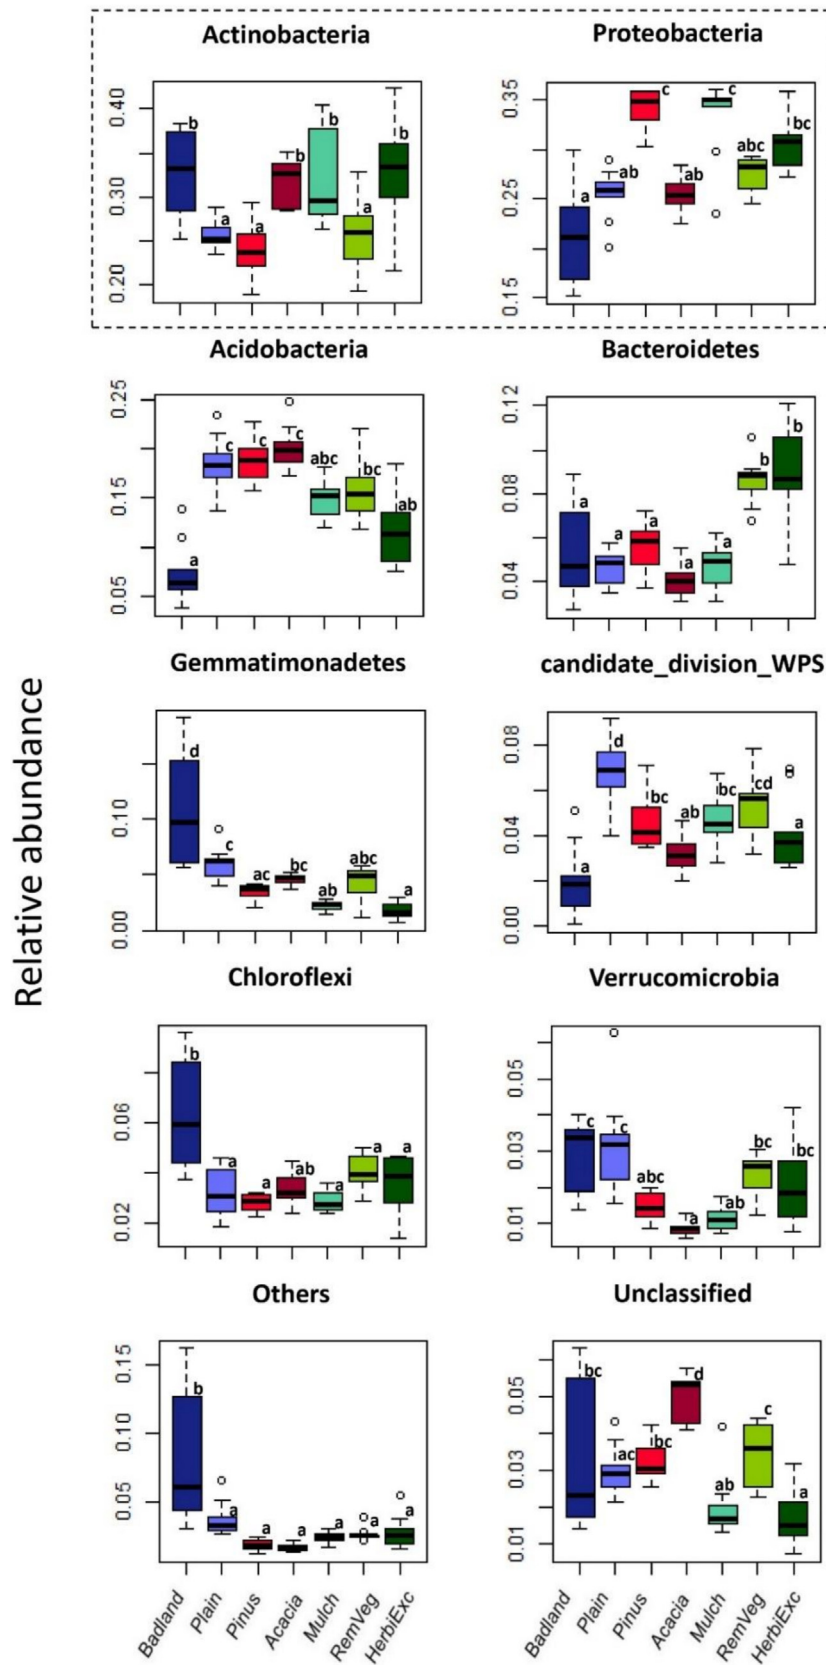 Actinobacteria
0.20 0.30 0.40
b a a b b a b
Proteobacteria
0.15 0.25 0.35
a ab c ab c abc bc
Acidobacteria
0.05 0.15 0.25
a c c c abc bc ab
Bacteroidetes
0.04 0.08 0.12
a a a a a b b
Gemmatimonadetes
0.00 0.10
d c ac bc ab abc a
candidate_division_WPS
0.00 0.04 0.08
a d bc ab bc cd a
Chloroflexi
0.02 0.06
b a a ab a a a
Verrucomicrobia
0.01 0.03 0.05
c c abc a ab bc bc
Others
0.05 0.10 0.15
b a a a a a a
Unclassified
0.01 0.03 0.05
bc ac bc d ab c a
Badland Plain Pinus Acacia Mulch RemVeg HerbiExc
Badland Plain Pinus Acacia Mulch RemVeg HerbiExc
Relative abundance